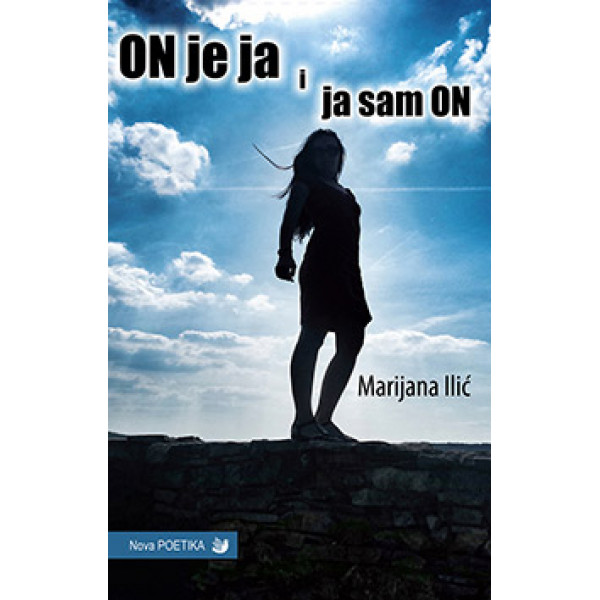 ON je ja
i
ja sam ON
Marijana Ilić
Nova POETIKA